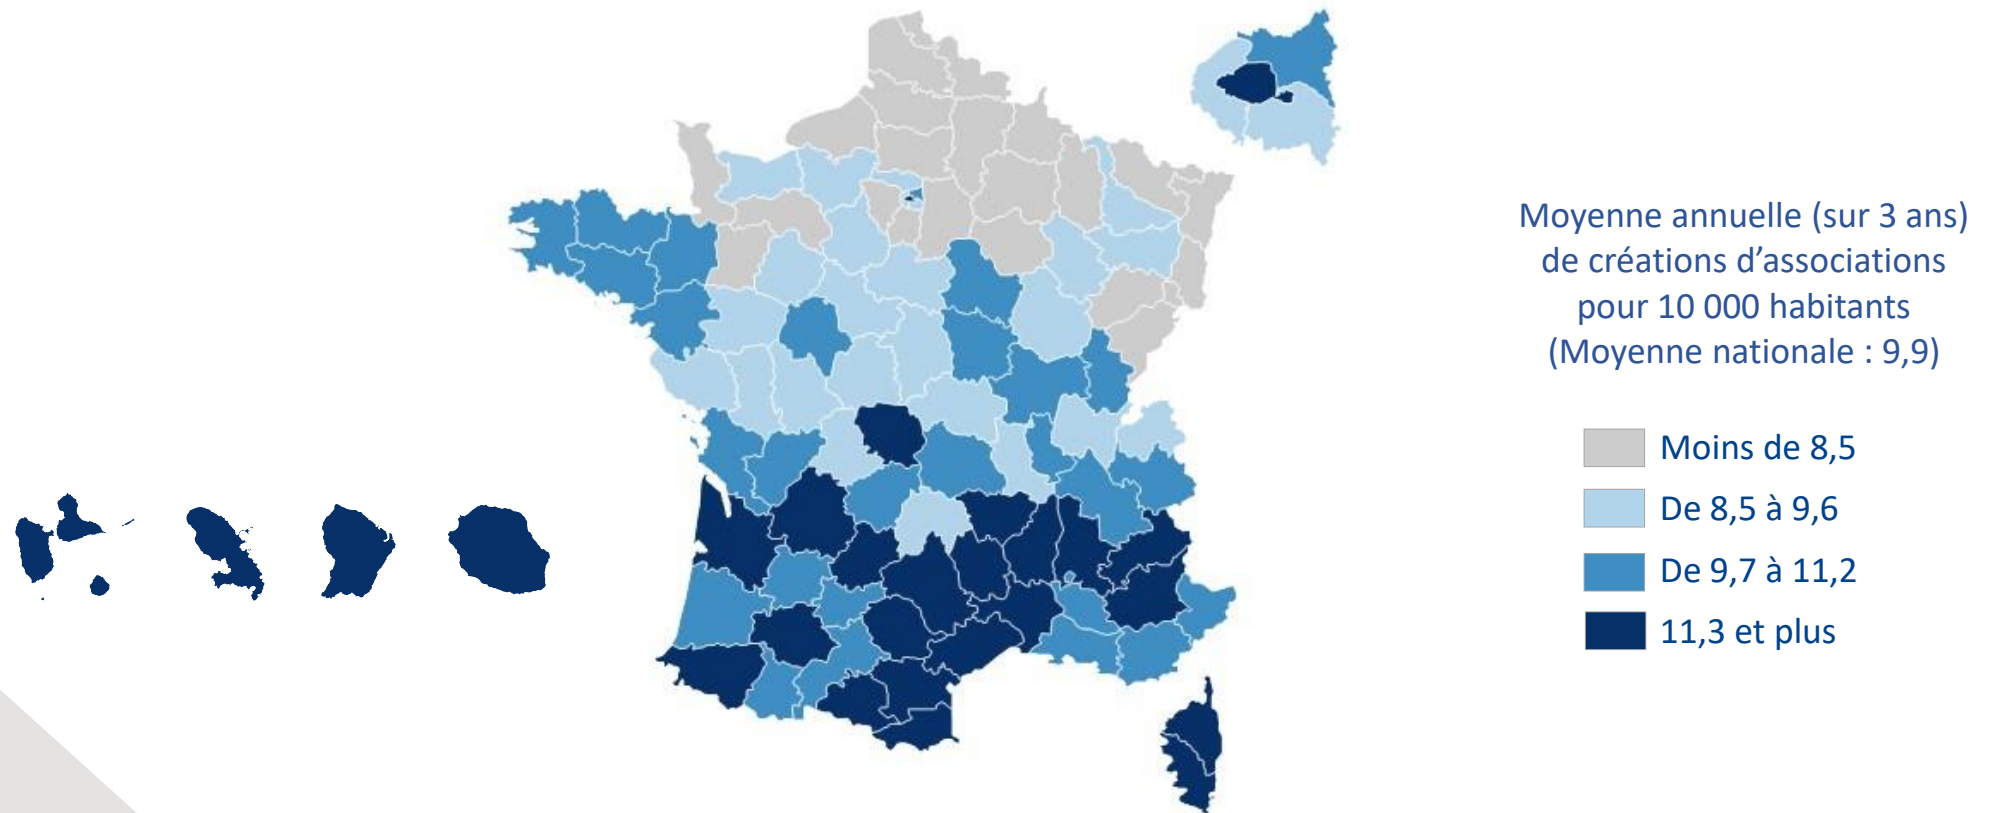 Moyenne annuelle (sur 3 ans)
de créations d’associations
pour 10 000 habitants
(Moyenne nationale : 9,9)
Moins de 8,5
De 8,5 à 9,6
De 9,7 à 11,2
11,3 et plus